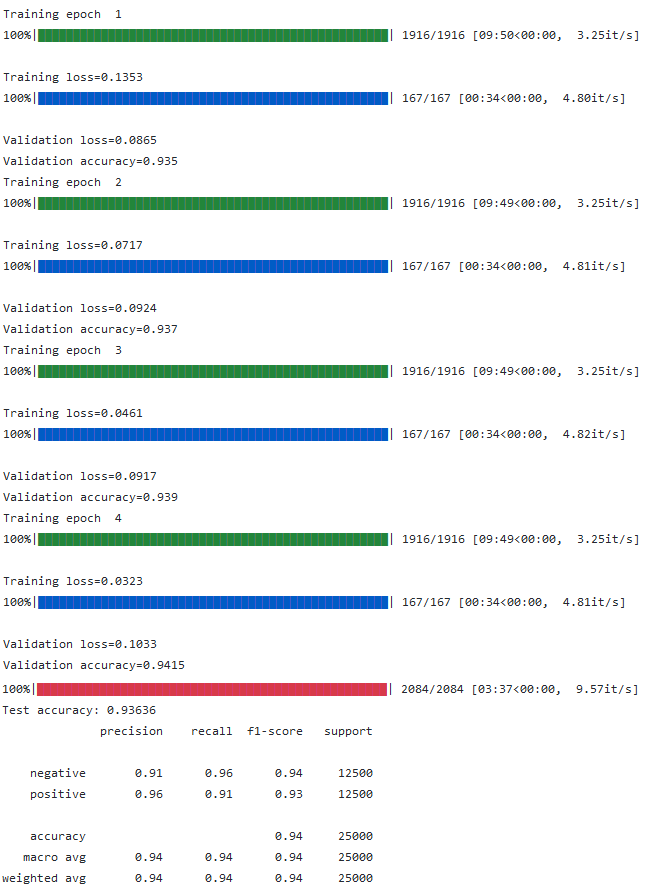 Training epoch  1
100%|| 1916/1916 [09:50<00:00,  3.25it/s]
Training loss=0.1353
100%|| 167/167 [00:34<00:00,  4.80it/s]
Validation loss=0.0865
Validation accuracy=0.935
Training epoch  2
100%|| 1916/1916 [09:49<00:00,  3.25it/s]
Training loss=0.0717
100%|| 167/167 [00:34<00:00,  4.81it/s]
Validation loss=0.0924
Validation accuracy=0.937
Training epoch  3
100%|| 1916/1916 [09:49<00:00,  3.25it/s]
Training loss=0.0461
100%|| 167/167 [00:34<00:00,  4.82it/s]
Validation loss=0.0917
Validation accuracy=0.939
Training epoch  4
100%|| 1916/1916 [09:49<00:00,  3.25it/s]
Training loss=0.0323
100%|| 167/167 [00:34<00:00,  4.81it/s]
Validation loss=0.1033
Validation accuracy=0.9415
100%|| 2084/2084 [03:37<00:00,  9.57it/s]
Test accuracy: 0.93636
              precision    recall  f1-score   support
    negative       0.91      0.96      0.94     12500
    positive       0.96      0.91      0.93     12500
    accuracy                           0.94     25000
   macro avg       0.94      0.94      0.94     25000
weighted avg       0.94      0.94      0.94     25000